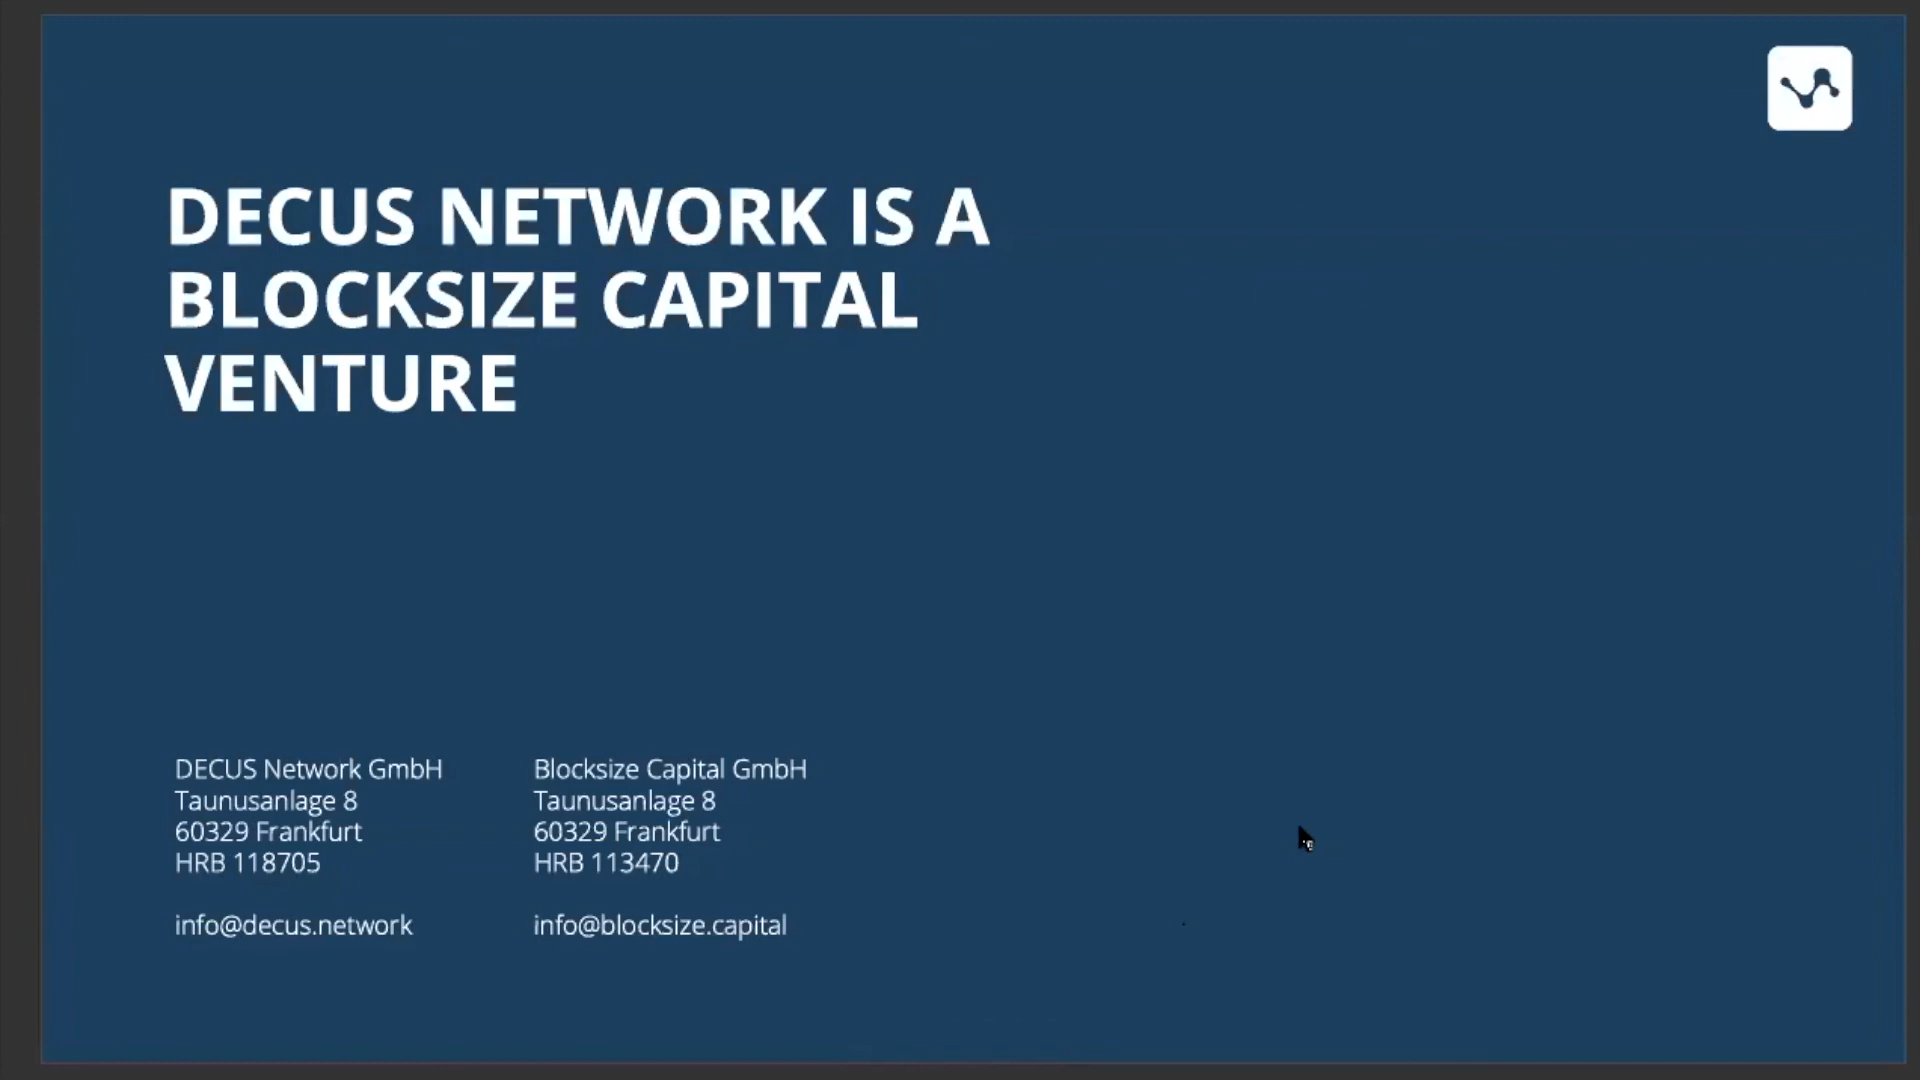 DECUS NETWORK IS A
BLOCKSIZE CAPITAL
VENTURE
DECUS Network GmbH
Taunusanlage 8
60329 Frankfurt
HRB 118705
info@decus.network
Blocksize Capital GmbH
Taunusanlage 8
60329 Frankfurt
HRB 113470
info@blocksize.capital